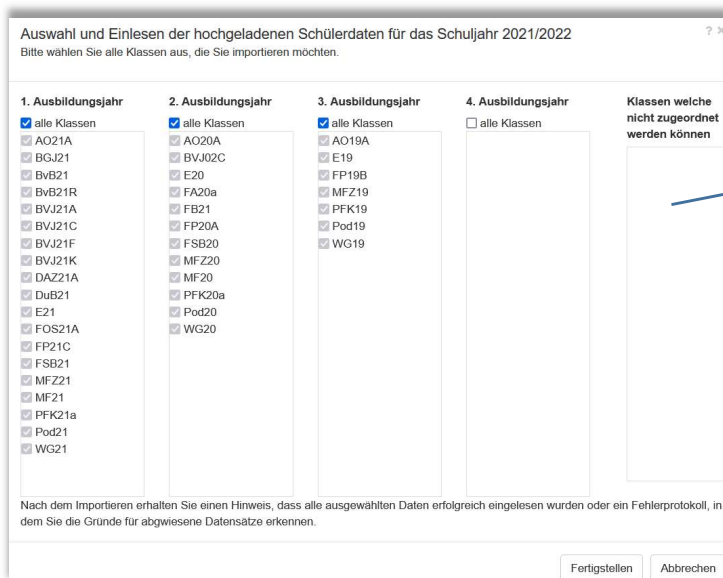 Auswahl und Einlesen der hochgeladenen Schülerdaten für das Schuljahr 2021/2022
Bitte wählen Sie alle Klassen aus, die Sie importieren möchten.
1. Ausbildungsjahr
alle Klassen
AO21A
BGJ21
BvB21
BvB21R
BVJ21A
BVJ21C
BVJ21F
BVJ21K
DAZ21A
DuB21
E21
FOS21A
FP21C
FSB21
MFZ21
MF21
PFK21a
Pod21
WG21
2. Ausbildungsjahr
alle Klassen
AO20A
BVJ02C
E20
FA20a
FB21
FP20A
FSB20
MFZ20
MF20
PFK20a
Pod20
WG20
3. Ausbildungsjahr
alle Klassen
AO19A
E19
FP19B
MFZ19
PFK19
Pod19
WG19
4. Ausbildungsjahr
alle Klassen
Klassen welche
nicht zugeordnet
werden können
Nach dem Importieren erhalten Sie einen Hinweis, dass alle ausgewählten Daten erfolgreich eingelesen wurden oder ein Fehlerprotokoll, in
dem Sie die Gründe für abgwiesene Datensätze erkennen.
Fertigstellen
Abbrechen